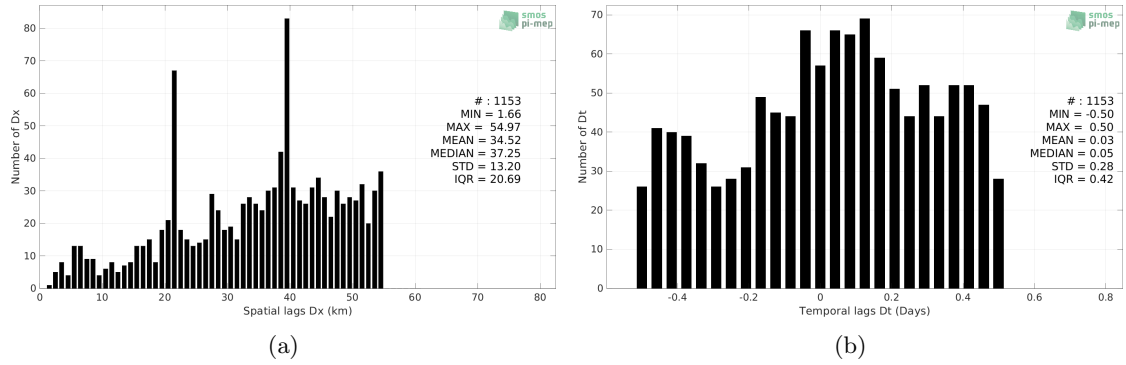 smos
pi-mep
80
70
60
50
40
30
20
10
0
Number of Dx
# : 1153
MIN = 1.66
MAX = 54.97
MEAN = 34.52
MEDIAN = 37.25
STD = 13.20
IQR = 20.69
0 10 20 30 40 50 60 70 80
Spatial lags Dx (km)
(a)
smos
pi-mep
70
60
50
40
30
20
10
0
Number of Dt
# : 1153
MIN = -0.50
MAX = 0.50
MEAN = 0.03
MEDIAN = 0.05
STD = 0.28
IQR = 0.42
-0.4 -0.2 0 0.2 0.4 0.6 0.8
Temporal lags Dt (Days)
(b)